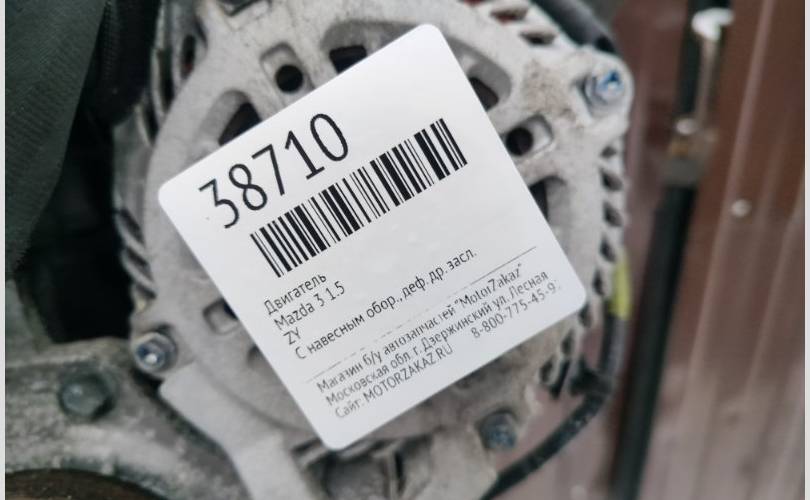 38710
Двигатель
Mazda 3 1.5
ZY
С навесным обор., деф. др. засл.
Магазин б/у автозапчастей "MotorZakaz"
Московская обл. г. Дзержинский ул. Лесная
Сайт: MOTORZAKAZ.RU 8-800-775-45-9